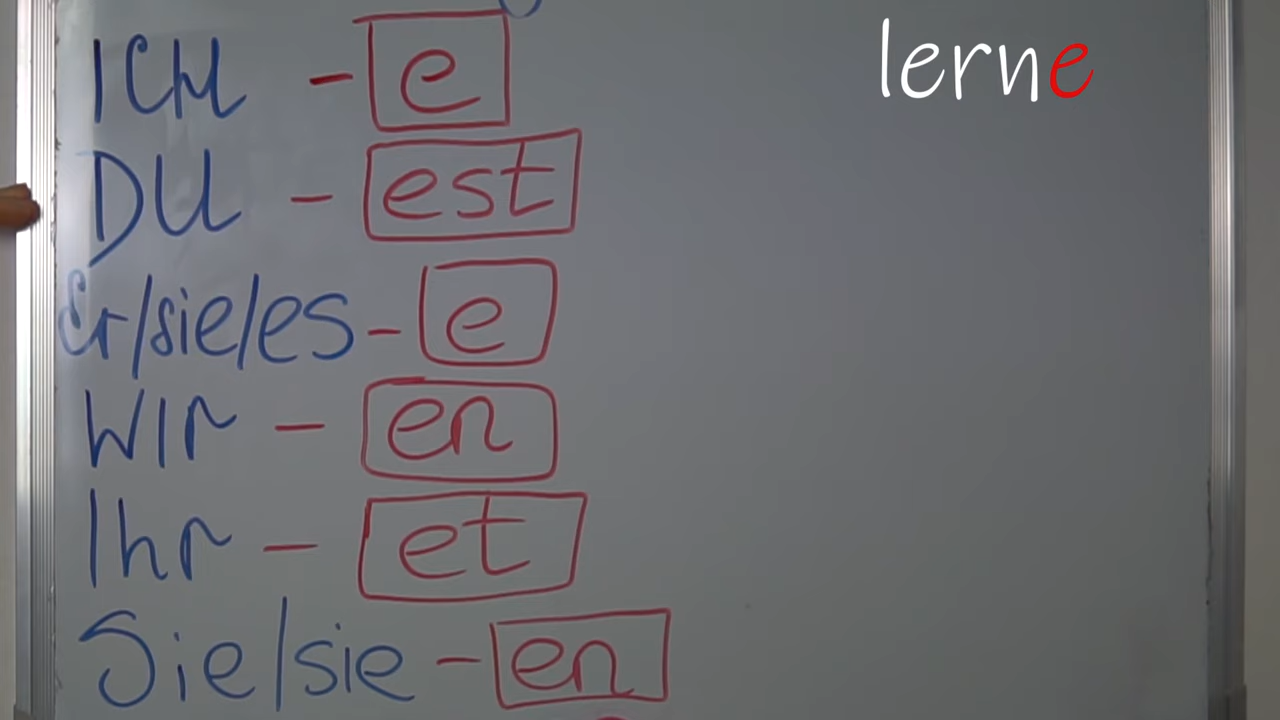 ICH - e lerne
DU - est
Er/sie/es - e
Wir - en
Ihr - et
Sie/sie - en